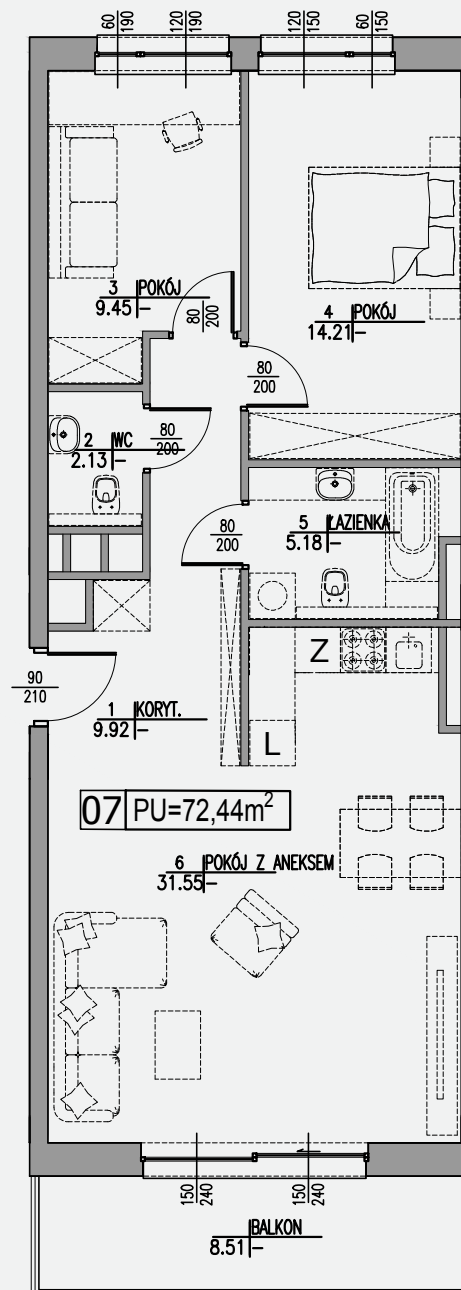 60 120 120 60
190 190 150 150
3 POKÓJ
9.45 –
80
200
4 POKÓJ
14.21 –
80
200
2 WC
2.13 –
80
200
80
200
5 ŁAZIENKA
5.18 –
Z
90
210
1 KORYT.
9.92 –
L
07 PU=72,44m²
6 POKÓJ Z ANEKSEM
31.55 –
150 150
240 240
BALKON
8.51 –